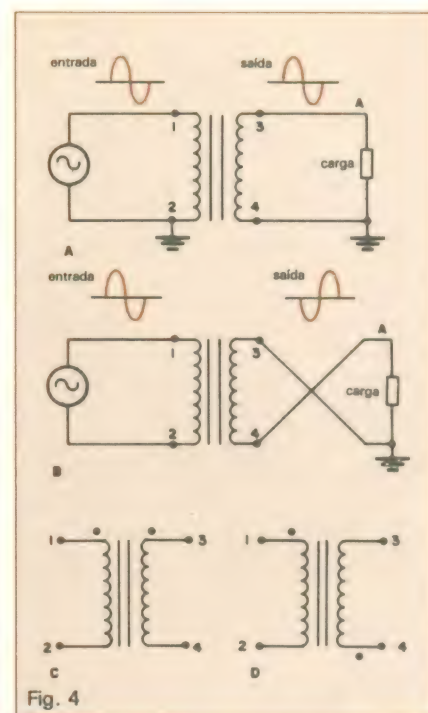 entrada saída
A
1 3
carga
2 4
A
entrada saída
A
1 3
carga
2 4
B
1 3 1 3
2 4 2 4
C D
Fig. 4